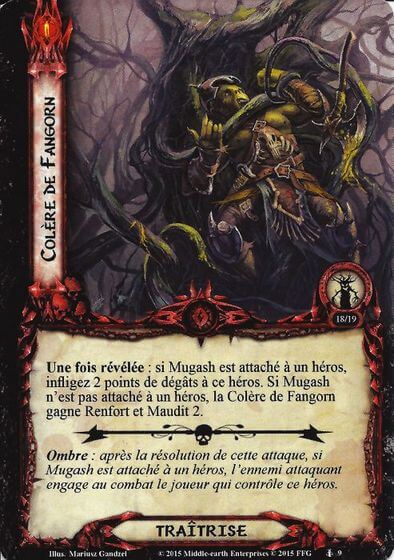 COLÈRE DE FANGORN
18/19
Une fois révélée : si Mugash est attaché à un héros,
infligez 2 points de dégâts à ce héros. Si Mugash
n'est pas attaché à un héros, la Colère de Fangorn
gagne Renfort et Maudit 2.
Ombre : après la résolution de cette attaque, si
Mugash est attaché à un héros, l'ennemi attaquant
engage au combat le joueur qui contrôle ce héros.
TRAÎTRISE
Illus. Mariusz Gandzel © 2015 Middle-earth Enterprises © 2015 FFG 9